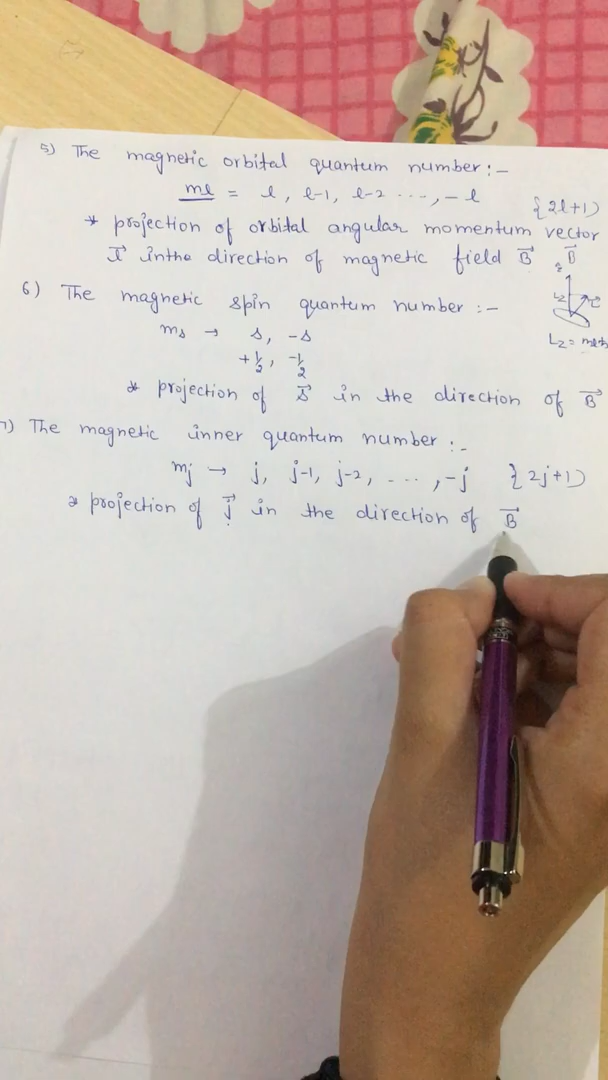 5) The magnetic orbital quantum number:-
ml = l, l-1, l-2 ...., -l {2l+1)
* projection of orbital angular momentum vector
l⃗ in the direction of magnetic field B⃗
B⃗
z
Lz
Lz = mlħ
6) The magnetic spin quantum number :-
ms → s, -s
+1/2, -1/2
* projection of s⃗ in the direction of B⃗
7) The magnetic inner quantum number :-
mj → j, j-1, j-2, - ..., -j {2j+1)
* projection of j⃗ in the direction of B⃗